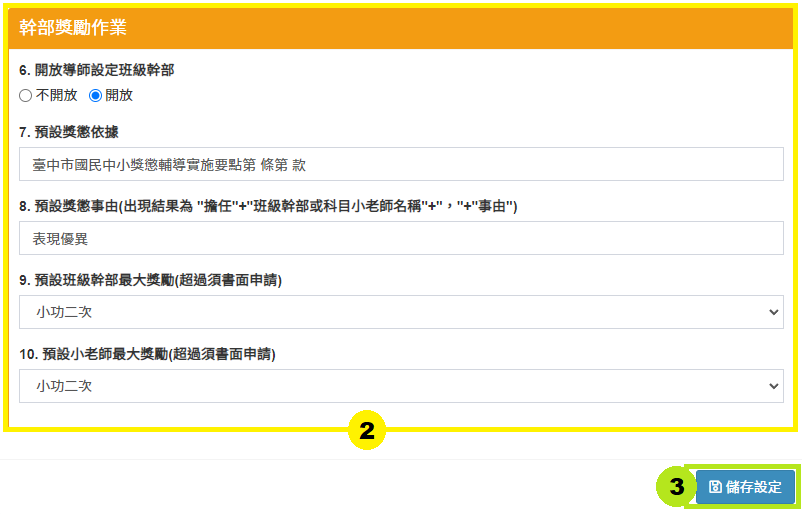 幹部獎勵作業
6. 開放導師設定班級幹部
不開放 開放
7. 預設獎懲依據
臺中市國民中小獎懲輔導實施要點第 條第 款
8. 預設獎懲事由(出現結果為 "擔任"+"班級幹部或科目小老師名稱"+"，"+"事由")
表現優異
9. 預設班級幹部最大獎勵(超過須書面申請)
小功二次
10. 預設小老師最大獎勵(超過須書面申請)
小功二次
2
3 儲存設定